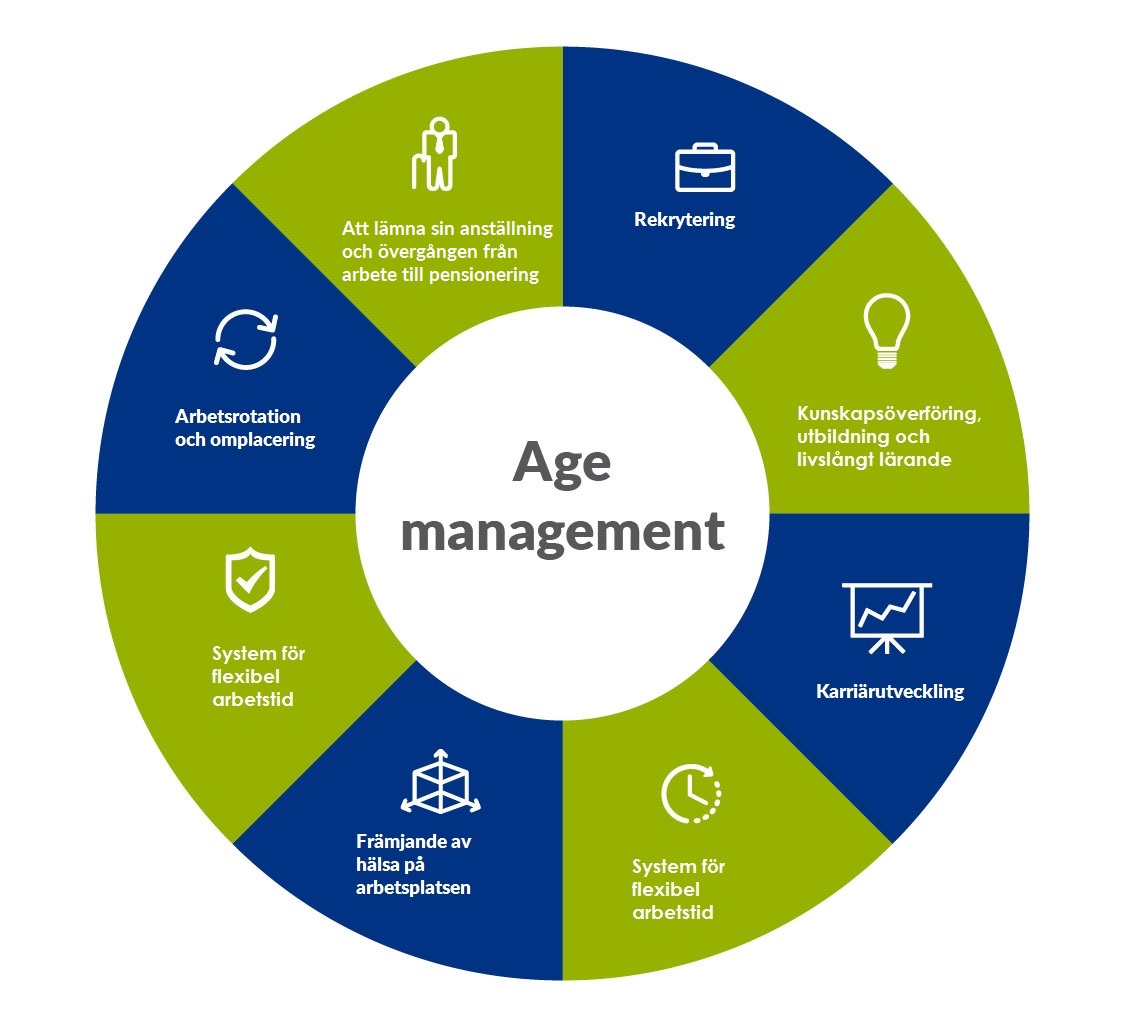 Age
management
Rekrytering
Kunskapsöverföring,
utbildning och
livslångt lärande
Karriärutveckling
System för
flexibel
arbetstid
Främjande av
hälsa på
arbetsplatsen
System för
flexibel
arbetstid
Arbetsrotation
och omplacering
Att lämna sin anställning
och övergången från
arbete till pensionering